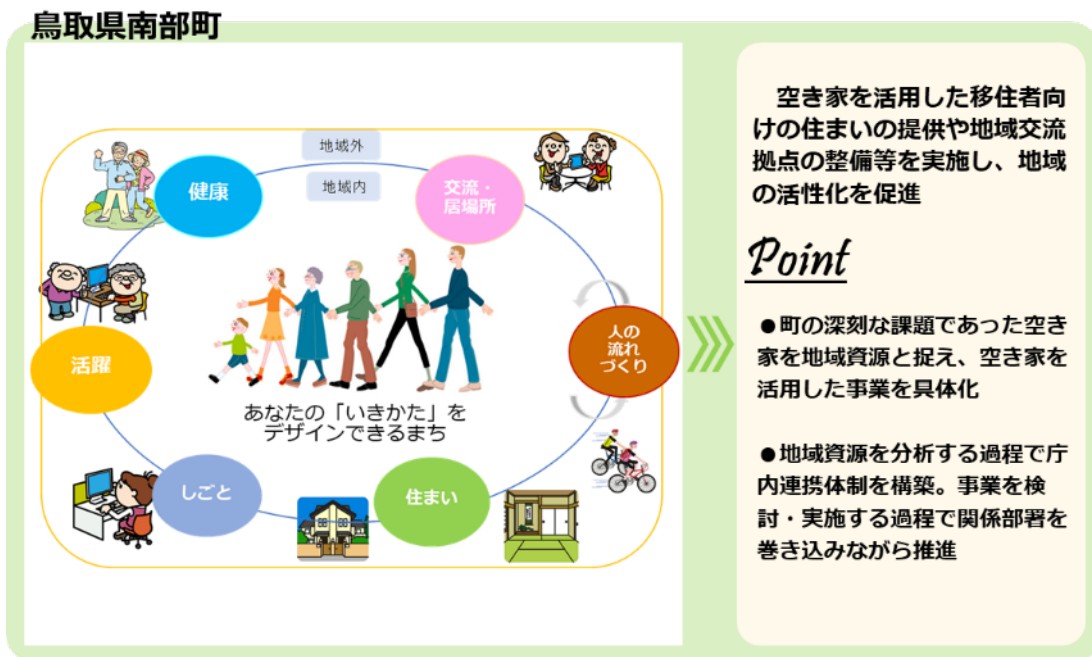 鳥取県南部町
地域外
地域内
健康
交流・
居場所
活躍
人の
流れ
づくり
あなたの「いきかた」を
デザインできるまち
しごと
住まい
空き家を活用した移住者向
けの住まいの提供や地域交流
拠点の整備等を実施し、地域
の活性化を促進
Point
●町の深刻な課題であった空き
家を地域資源と捉え、空き家を
活用した事業を具体化
●地域資源を分析する過程で庁
内連携体制を構築。事業を検
討・実施する過程で関係部署を
巻き込みながら推進